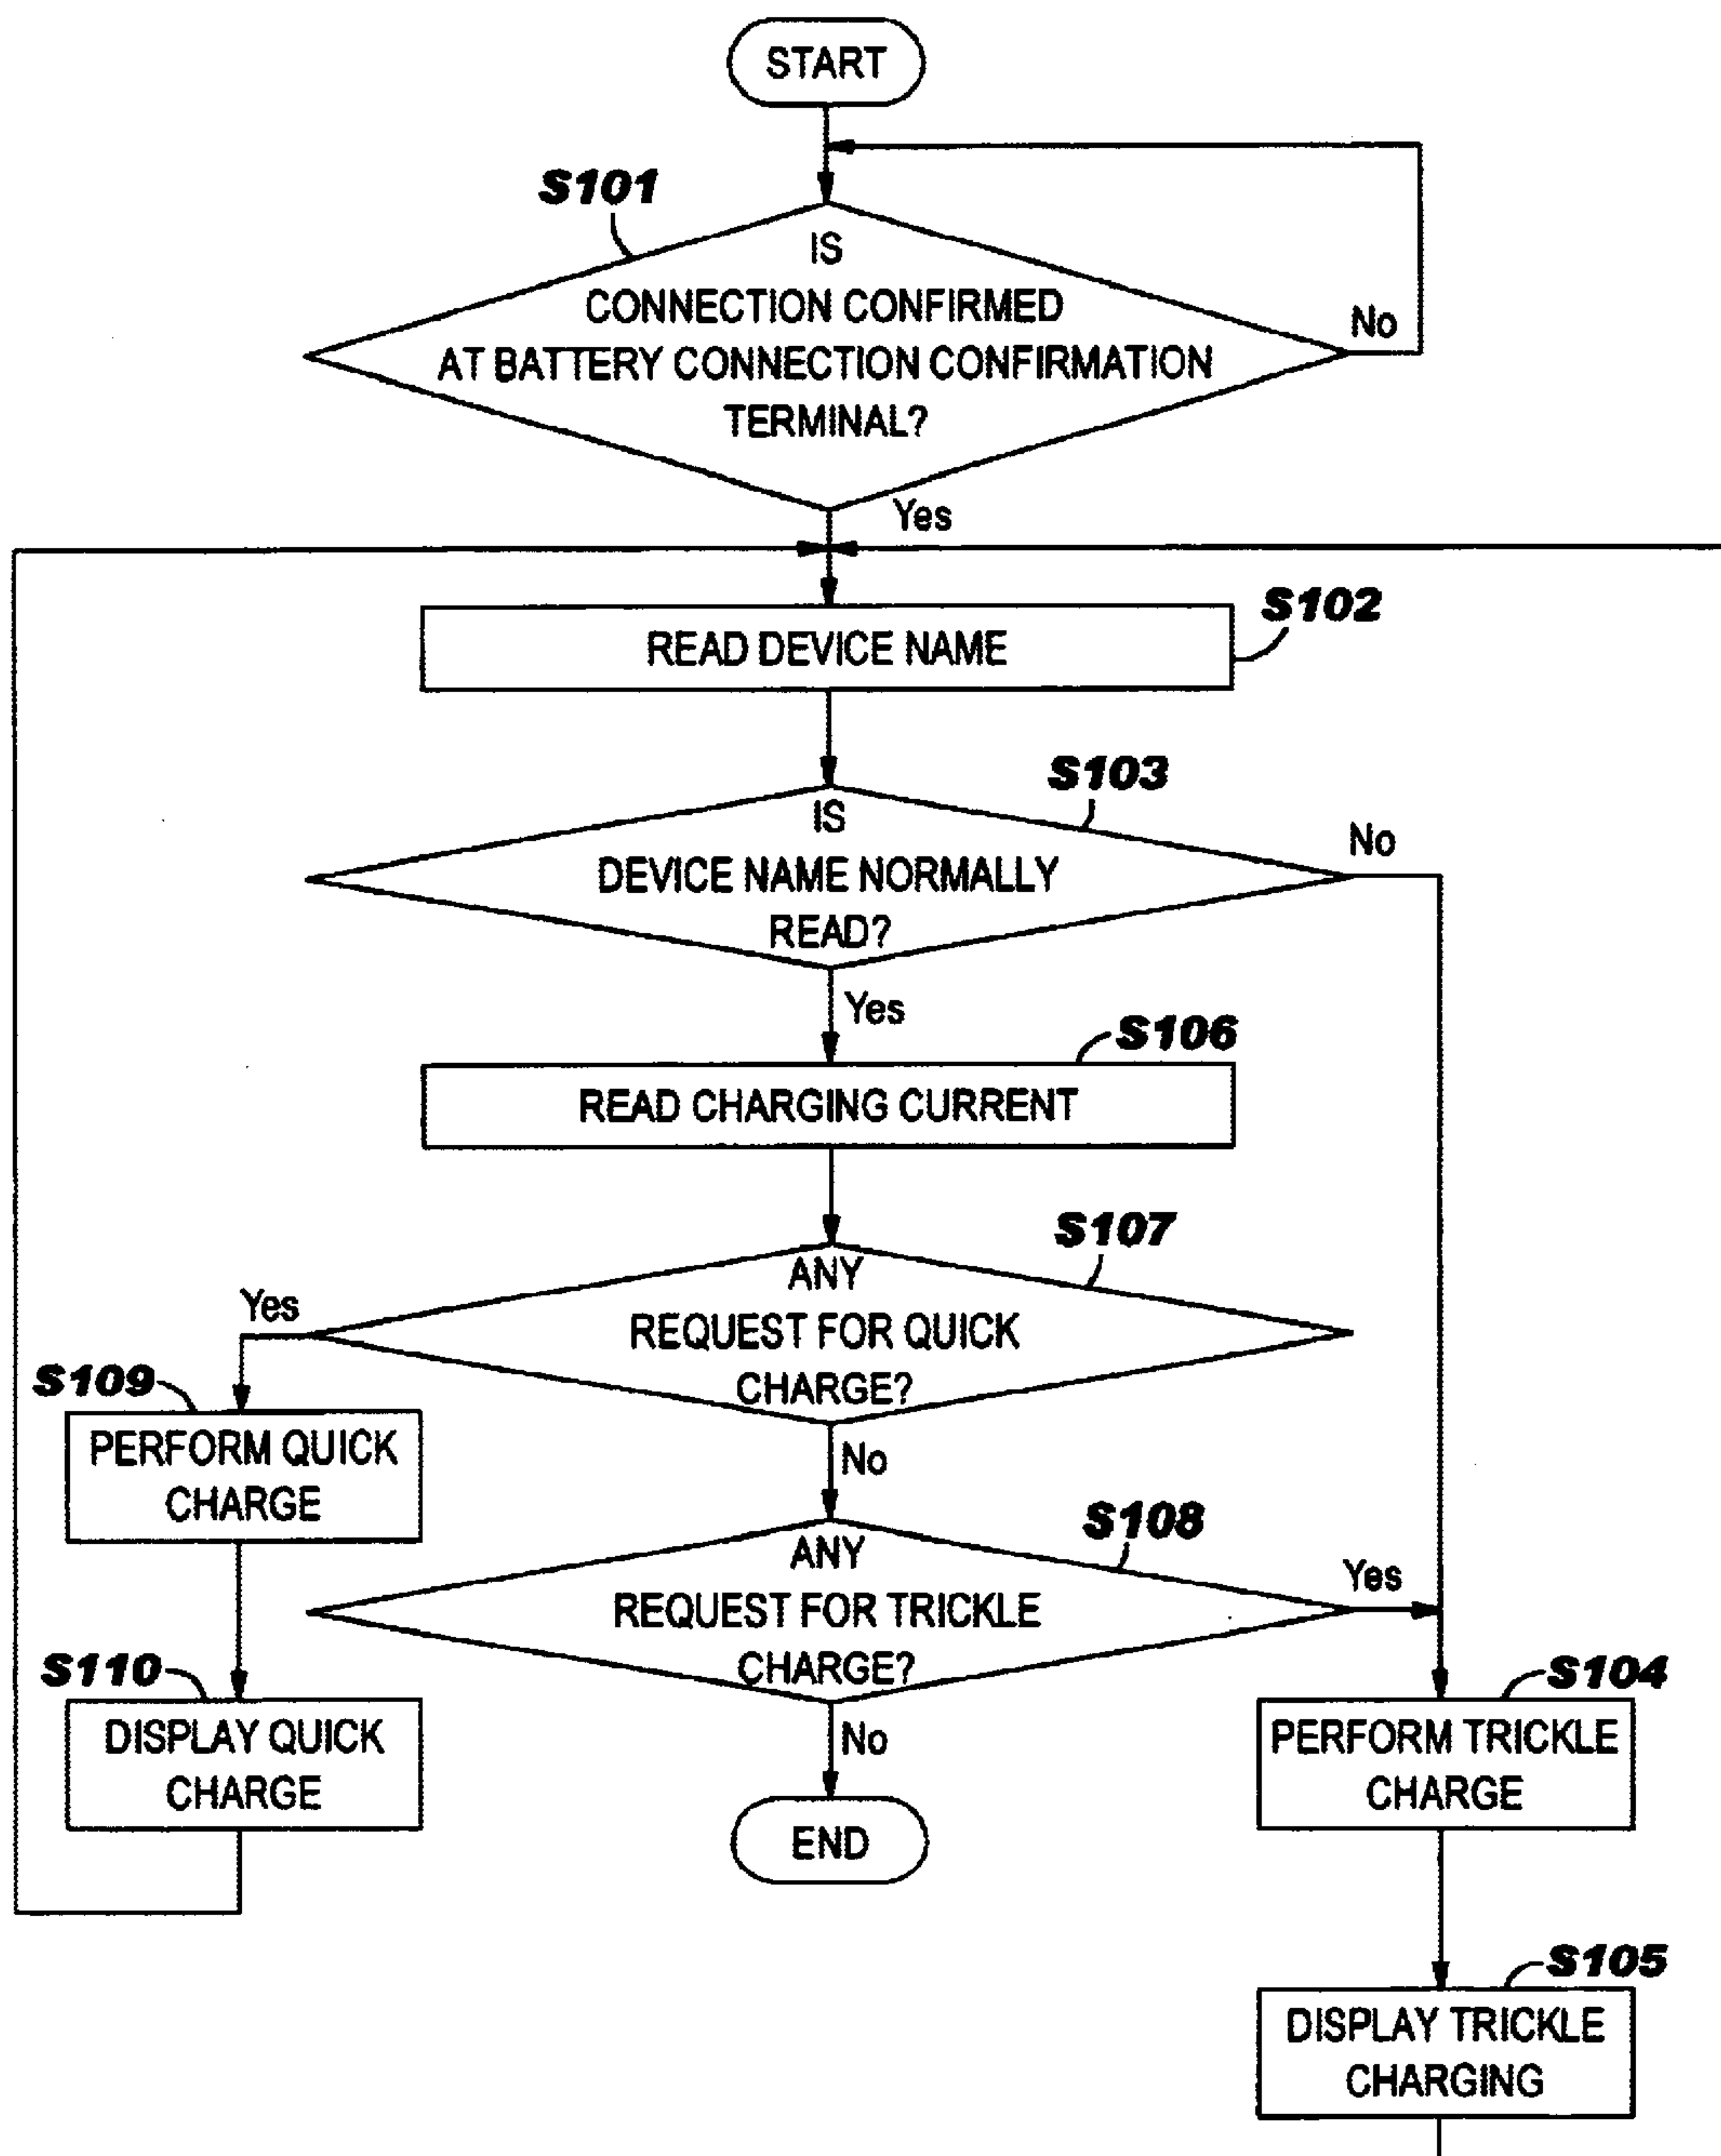 START
S101
IS
CONNECTION CONFIRMED
AT BATTERY CONNECTION CONFIRMATION
TERMINAL?
No
Yes
S102
READ DEVICE NAME
S103
IS
DEVICE NAME NORMALLY
READ?
No
Yes
S106
READ CHARGING CURRENT
S107
ANY
REQUEST FOR QUICK
CHARGE?
Yes
S109
PERFORM QUICK
CHARGE
No
S108
ANY
REQUEST FOR TRICKLE
CHARGE?
Yes
S110
DISPLAY QUICK
CHARGE
No
S104
PERFORM TRICKLE
CHARGE
END
S105
DISPLAY TRICKLE
CHARGING